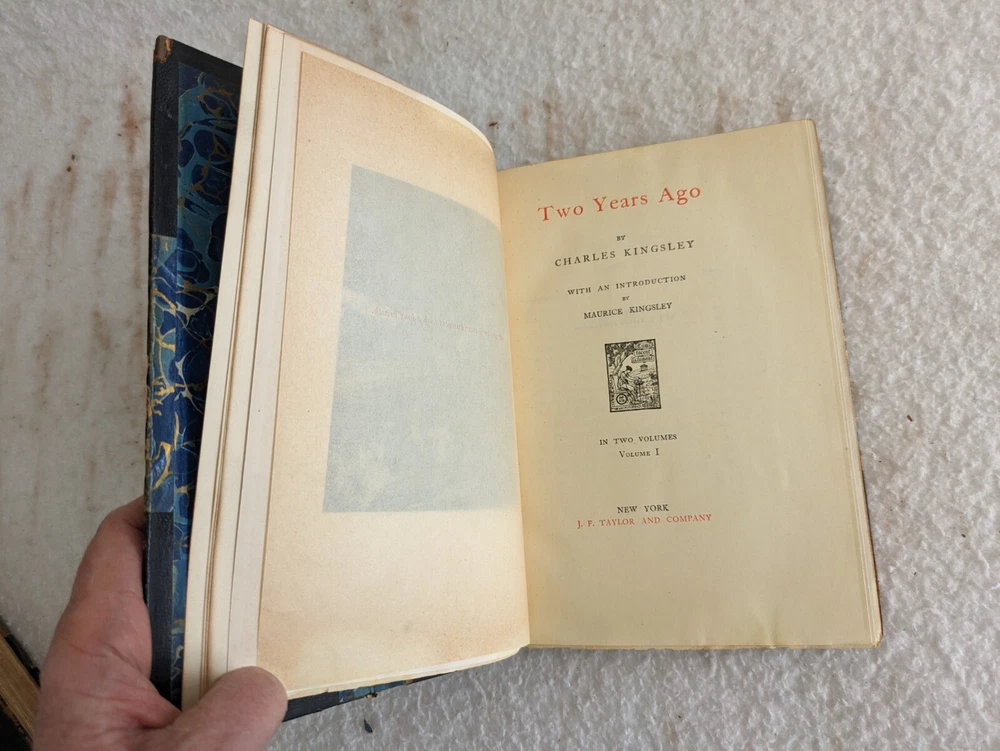 Two Years Ago
BY
CHARLES KINGSLEY
WITH AN INTRODUCTION
BY
MAURICE KINGSLEY
IN TWO VOLUMES
VOLUME I
NEW YORK
J. F. TAYLOR AND COMPANY